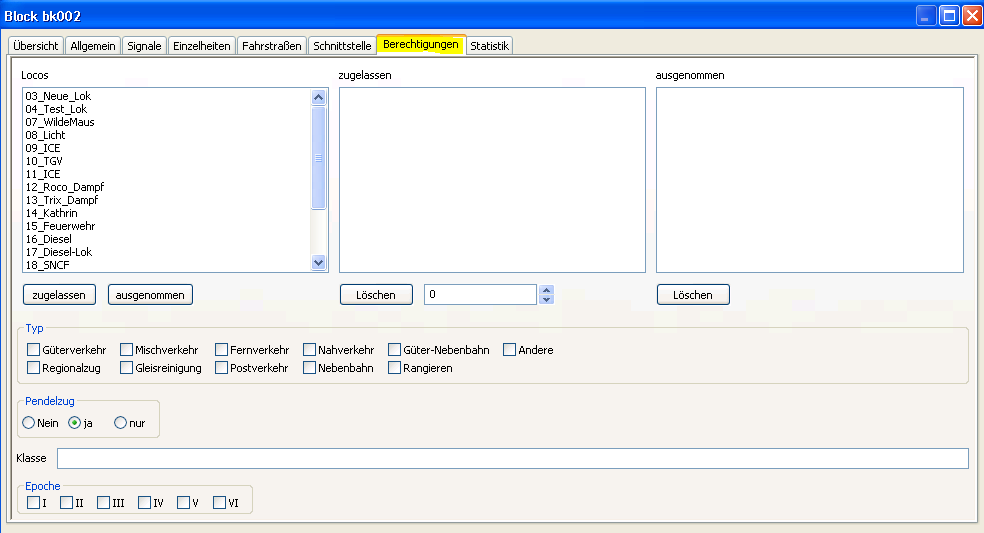 Block bk002
Übersicht Allgemein Signale Einzelheiten Fahrstraßen Schnittstelle Berechtigungen Statistik
Locos zugelassen ausgenommen
03_Neue_Lok
04_Test_Lok
07_WildeMaus
08_Licht
09_ICE
10_TGV
11_ICE
12_Roco_Dampf
13_Trix_Dampf
14_Kathrin
15_Feuerwehr
16_Diesel
17_Diesel-Lok
18_SNCF
zugelassen ausgenommen Löschen 0 Löschen
Typ
Güterverkehr Mischverkehr Fernverkehr Nahverkehr Güter-Nebenbahn Andere
Regionalzug Gleisreinigung Postverkehr Nebenbahn Rangieren
Pendelzug
Nein ja nur
Klasse
Epoche
I II III IV V VI